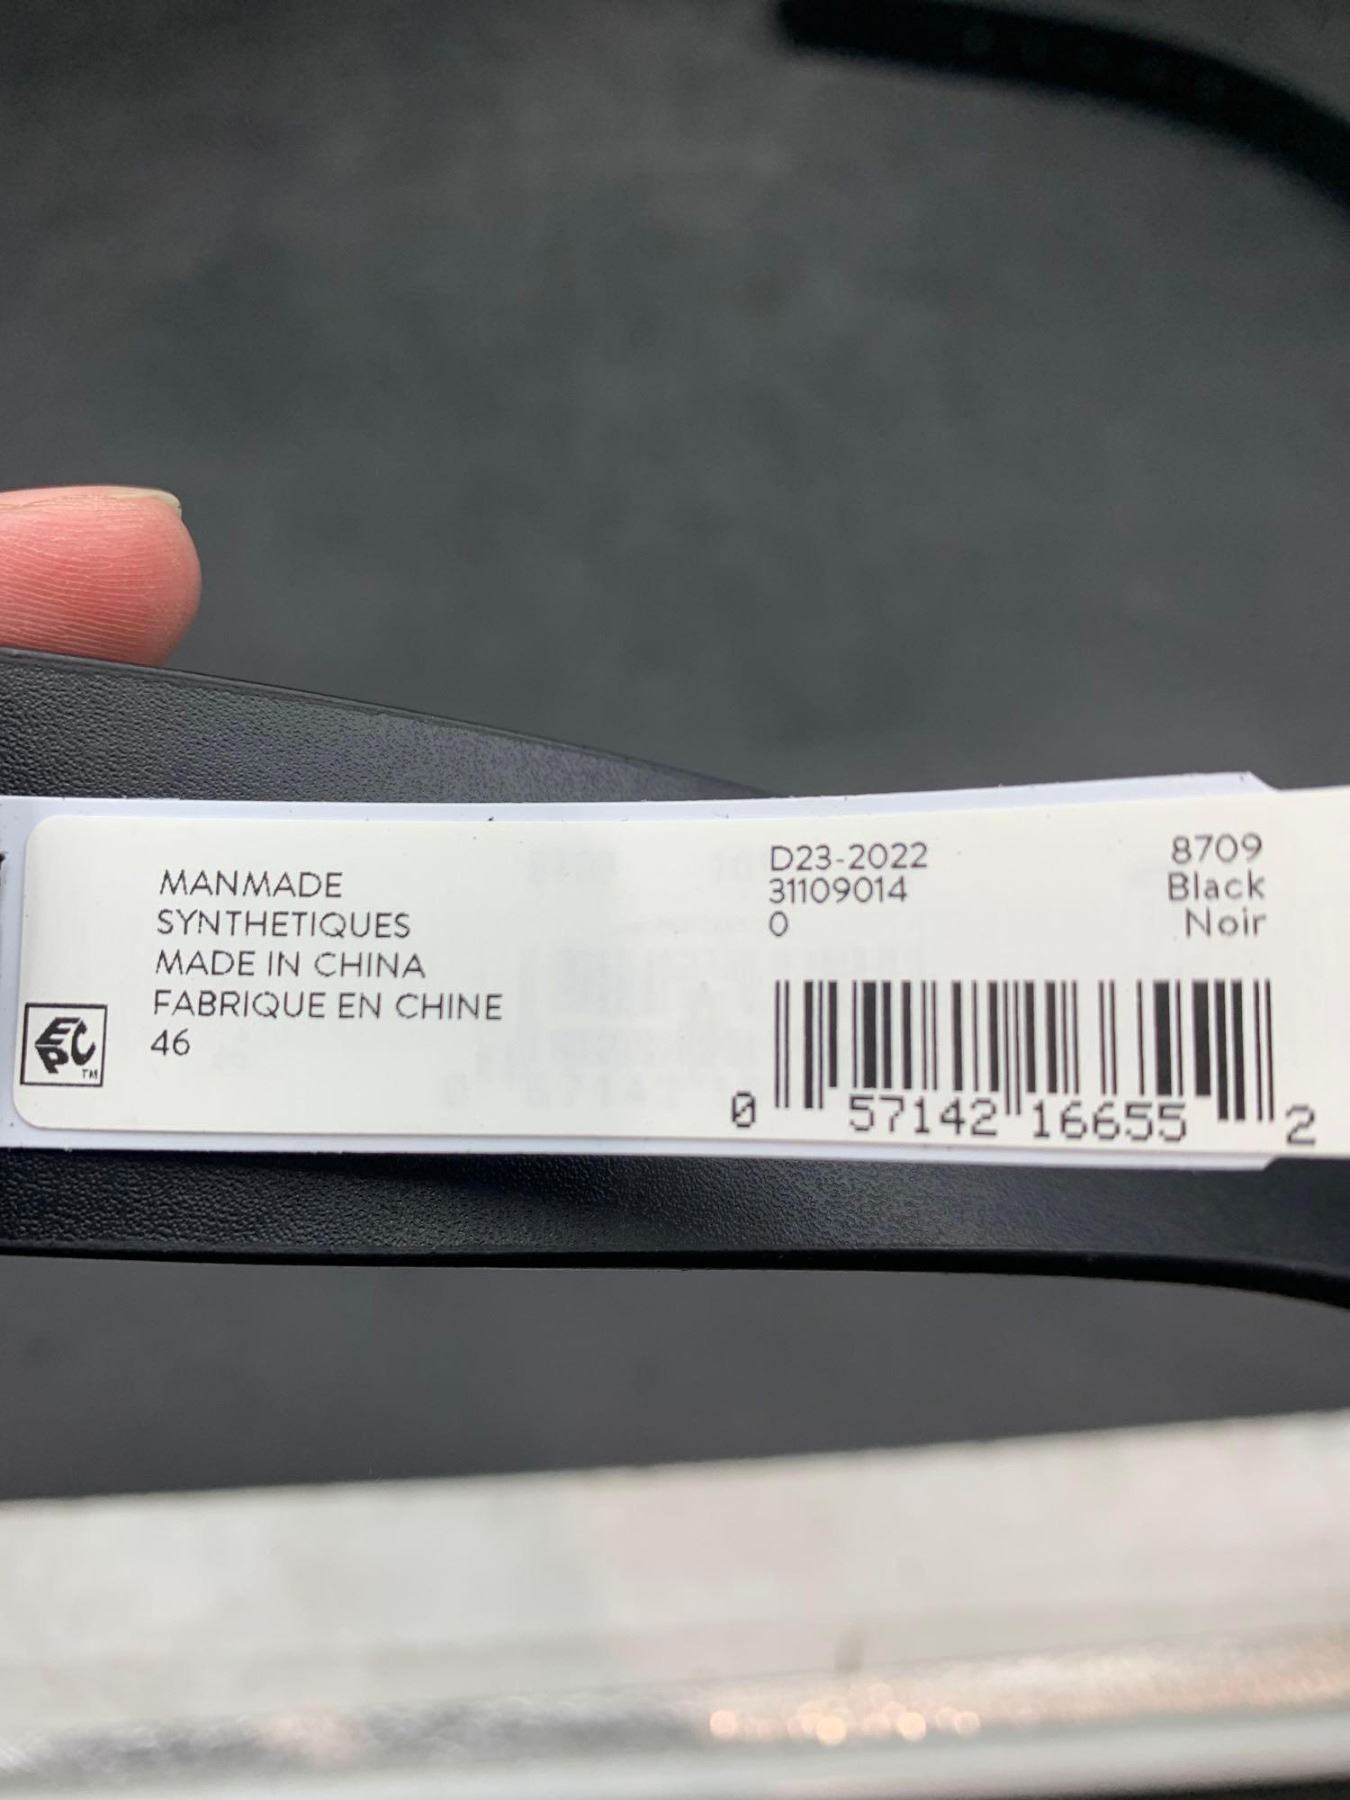 MANMADE
SYNTHETIQUES
MADE IN CHINA
FABRIQUE EN CHINE
46
EPC
TM
D23-2022
31109014
0
8709
Black
Noir
0 57142 16655 2